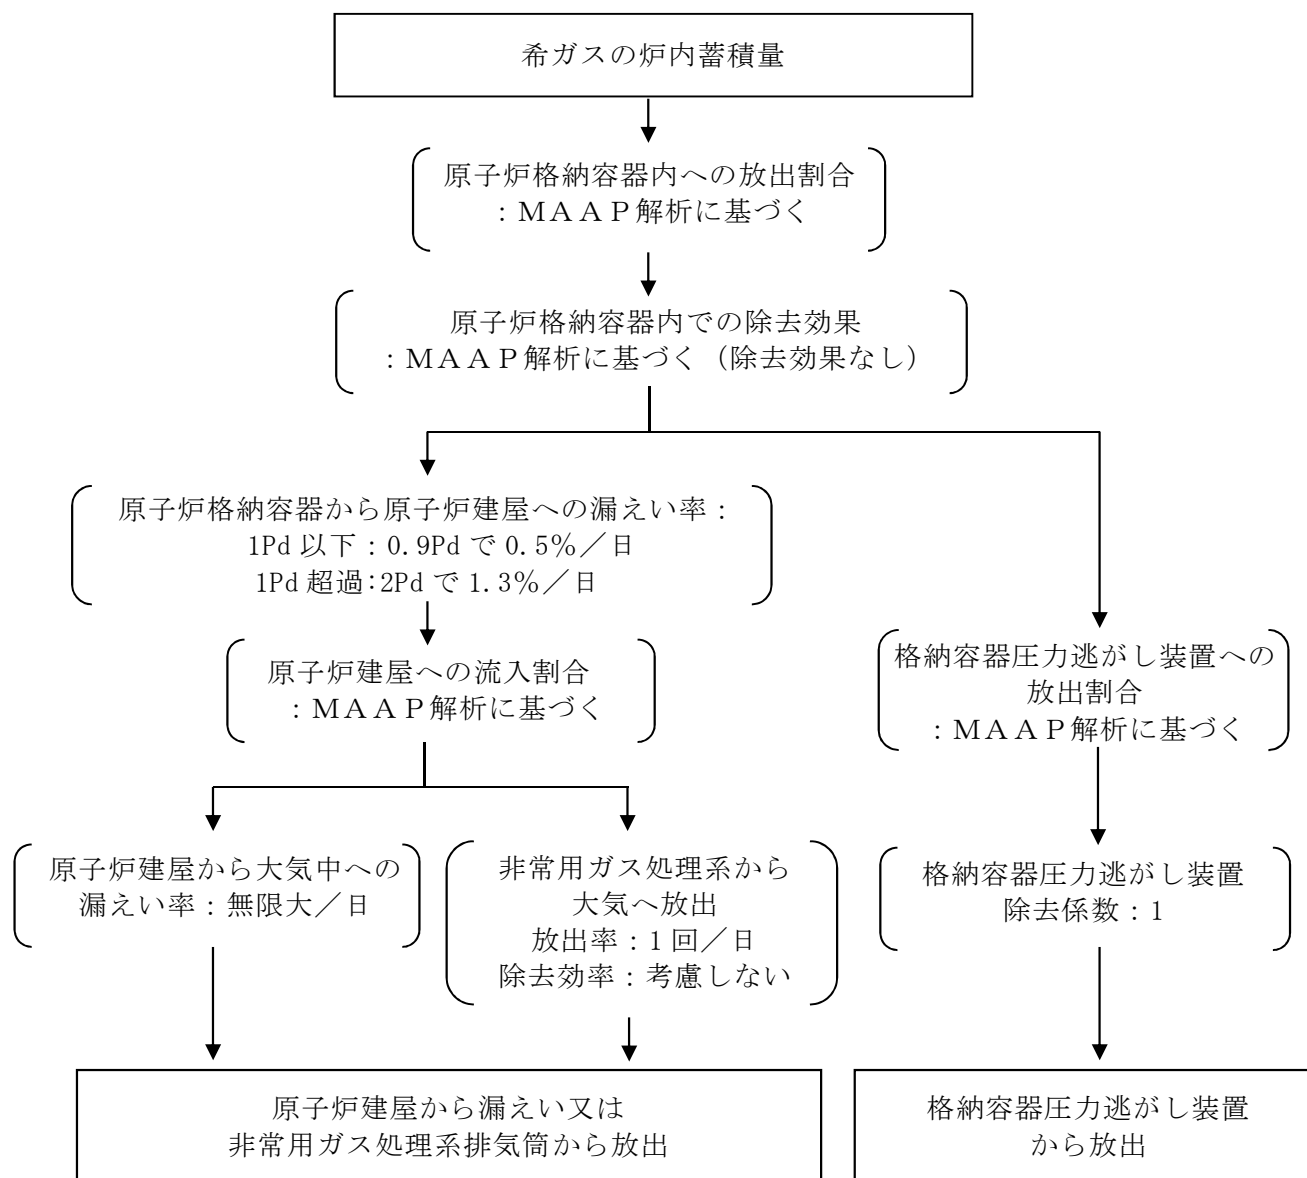 希ガスの炉内蓄積量
原子炉格納容器内への放出割合
：ＭＡＡＰ解析に基づく
原子炉格納容器内での除去効果
：ＭＡＡＰ解析に基づく（除去効果なし）
原子炉格納容器から原子炉建屋への漏えい率：
1Pd 以下：0.9Pd で 0.5％／日
1Pd 超過：2Pd で 1.3％／日
原子炉建屋への流入割合
：ＭＡＡＰ解析に基づく
格納容器圧力逃がし装置への
放出割合
：ＭＡＡＰ解析に基づく
原子炉建屋から大気中への
漏えい率：無限大／日
非常用ガス処理系から
大気へ放出
放出率：1 回／日
除去効率：考慮しない
格納容器圧力逃がし装置
除去係数：1
原子炉建屋から漏えい又は
非常用ガス処理系排気筒から放出
格納容器圧力逃がし装置
から放出